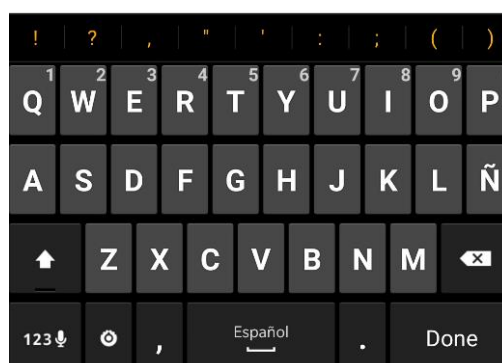 ! ? , " ' : ; ( )
1 2 3 4 5 6 7 8 9
Q W E R T Y U I O P
A S D F G H J K L Ñ
Z X C V B N M
123 , Español . Done